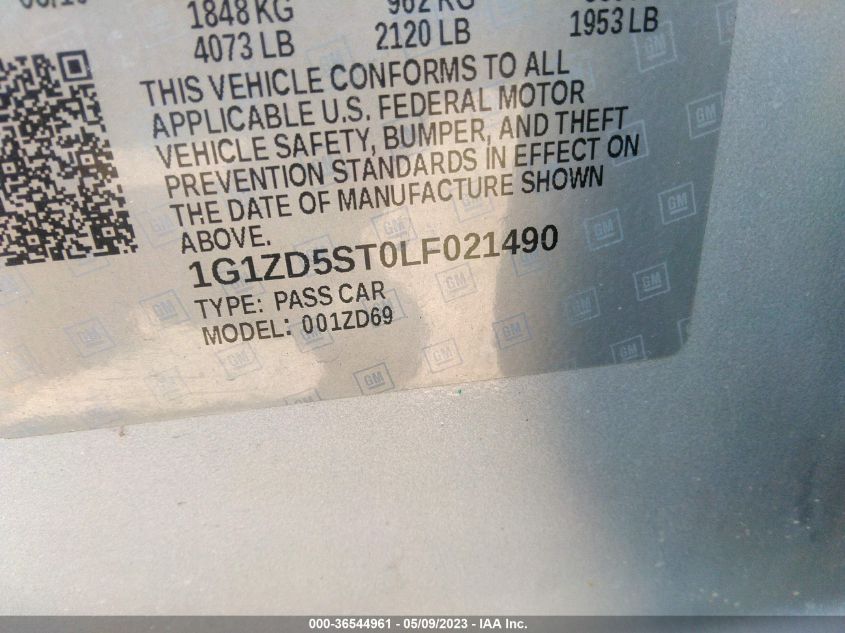 1848 KG
4073 LB 2120 LB 1953 LB
THIS VEHICLE CONFORMS TO ALL
APPLICABLE U.S. FEDERAL MOTOR
VEHICLE SAFETY, BUMPER, AND THEFT
PREVENTION STANDARDS IN EFFECT ON
THE DATE OF MANUFACTURE SHOWN
ABOVE.
1G1ZD5ST0LF021490
TYPE: PASS CAR
MODEL: 001ZD69
GM
000-36544961 - 05/09/2023 - IAA Inc.